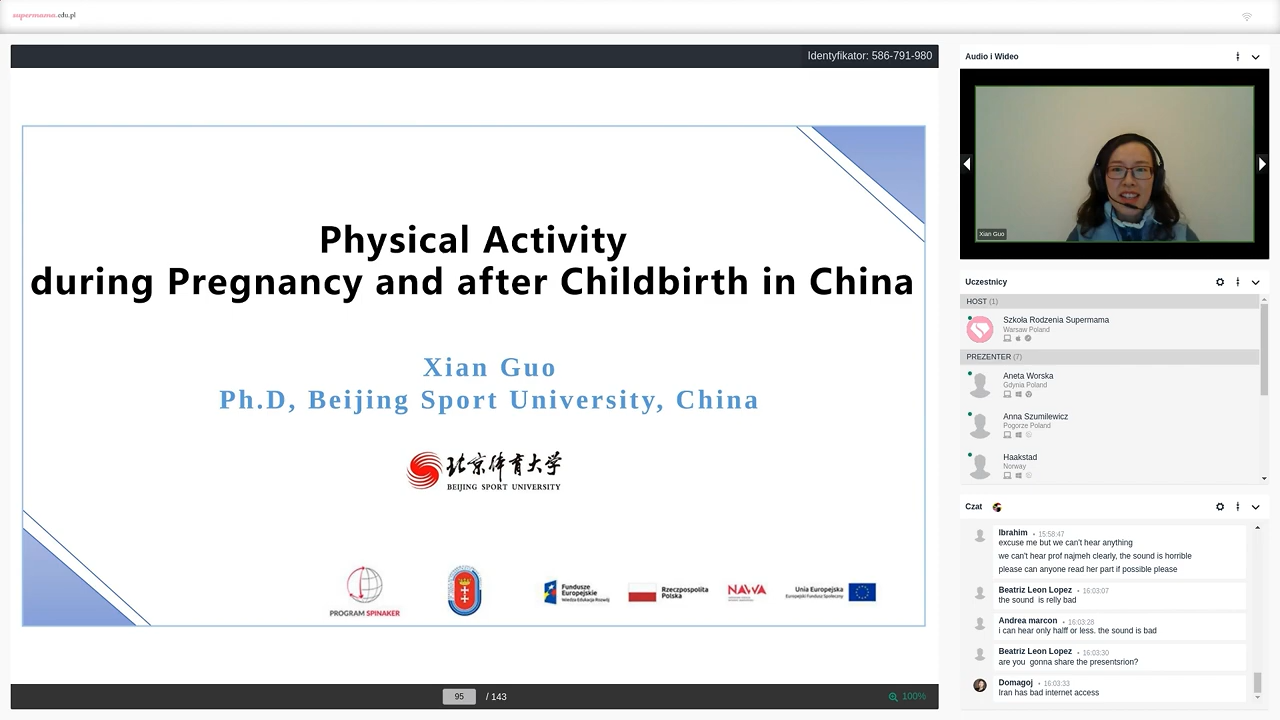 supermama.edu.pl
Identyfikator: 586-791-980
Physical Activity
during Pregnancy and after Childbirth in China
Xian Guo
Ph.D, Beijing Sport University, China
北京体育大学
BEIJING SPORT UNIVERSITY
PROGRAM SPINAKER
Fundusze
Europejskie
Wiedza Edukacja Rozwój
Rzeczpospolita
Polska
NAWA
Unia Europejska
Europejski Fundusz Społeczny
95 / 143
100%
Audio i Wideo
Xian Guo
Uczestnicy
HOST (1)
Szkoła Rodzenia Supermama
Warsaw Poland
PREZENTER (7)
Aneta Worska
Gdynia Poland
Anna Szumilewicz
Pogorze Poland
Haakstad
Norway
Czat
Ibrahim • 15:58:47
excuse me but we can't hear anything
we can't hear prof najmeh clearly, the sound is horrible
please can anyone read her part if possible please
Beatriz Leon Lopez • 16:03:07
the sound is relly bad
Andrea marcon • 16:03:28
i can hear only halff or less. the sound is bad
Beatriz Leon Lopez • 16:03:30
are you gonna share the presentsrion?
Domagoj • 16:03:33
Iran has bad internet access